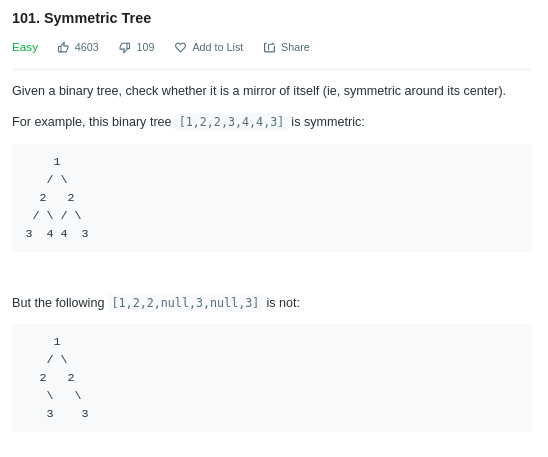 101. Symmetric Tree
Easy 4603 109 Add to List Share
Given a binary tree, check whether it is a mirror of itself (ie, symmetric around its center).
For example, this binary tree [1,2,2,3,4,4,3] is symmetric:
    1
   / \
  2   2
 / \ / \
3  4 4  3
But the following [1,2,2,null,3,null,3] is not:
    1
   / \
  2   2
   \   \
   3    3